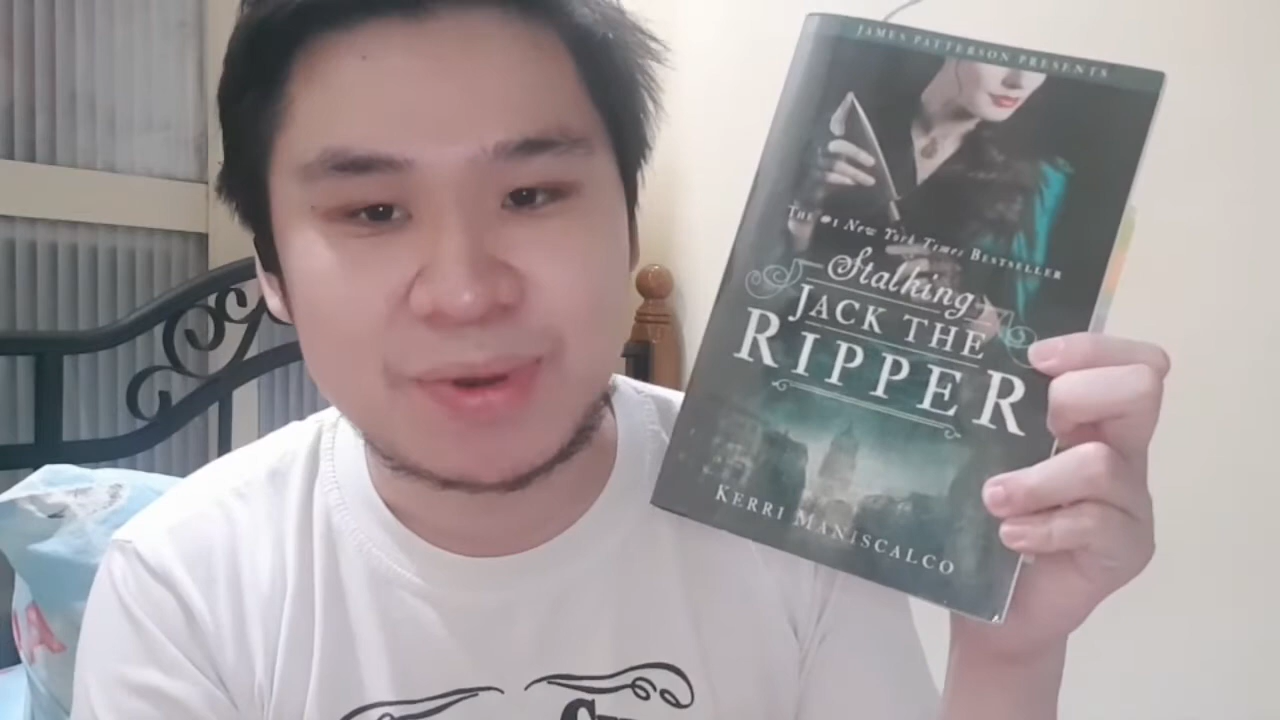 JAMES PATTERSON PRESENTS
THE #1 New York Times BESTSELLER
Stalking
JACK THE
RIPPER
KERRI MANISCALCO